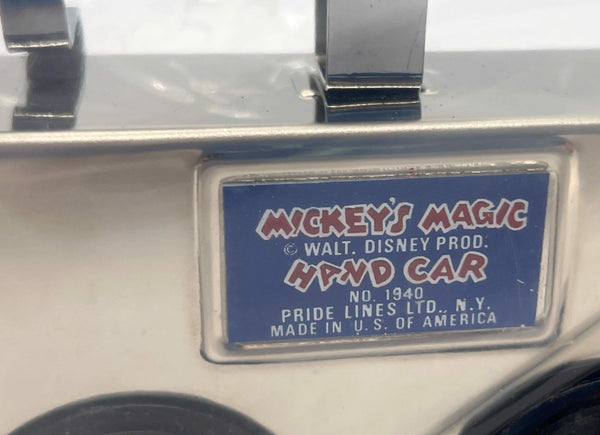 MICKEY'S MAGIC
© WALT. DISNEY PROD.
HAND CAR
NO. 1940
PRIDE LINES LTD., N.Y.
MADE IN U.S. OF AMERICA